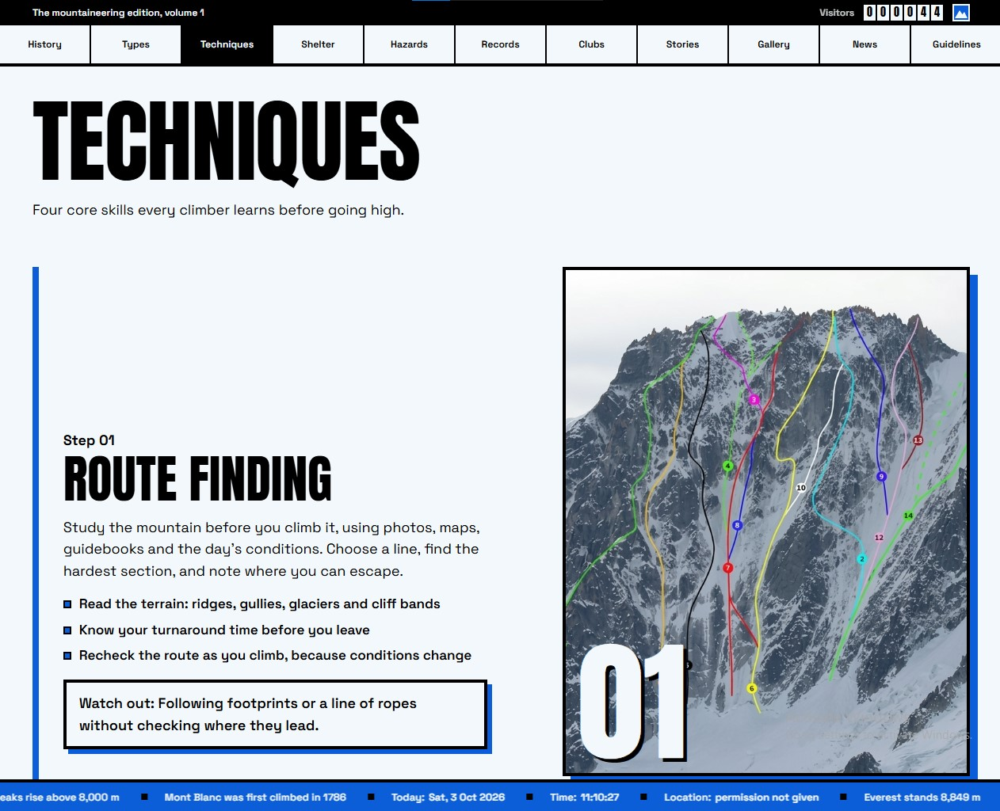 The mountaineering edition, volume 1
Visitors 000044
History
Types
Techniques
Shelter
Hazards
Records
Clubs
Stories
Gallery
News
Guidelines
TECHNIQUES
Four core skills every climber learns before going high.
Step 01
ROUTE FINDING
Study the mountain before you climb it, using photos, maps,
guidebooks and the day's conditions. Choose a line, find the
hardest section, and note where you can escape.
Read the terrain: ridges, gullies, glaciers and cliff bands
Know your turnaround time before you leave
Recheck the route as you climb, because conditions change
Watch out: Following footprints or a line of ropes
without checking where they lead.
3
13
4
9
10
14
8
12
2
7
6
01
Windows.
eaks rise above 8,000 m
Mont Blanc was first climbed in 1786
Today: Sat, 3 Oct 2026
Time: 11:10:27
Location: permission not given
Everest stands 8,849 m